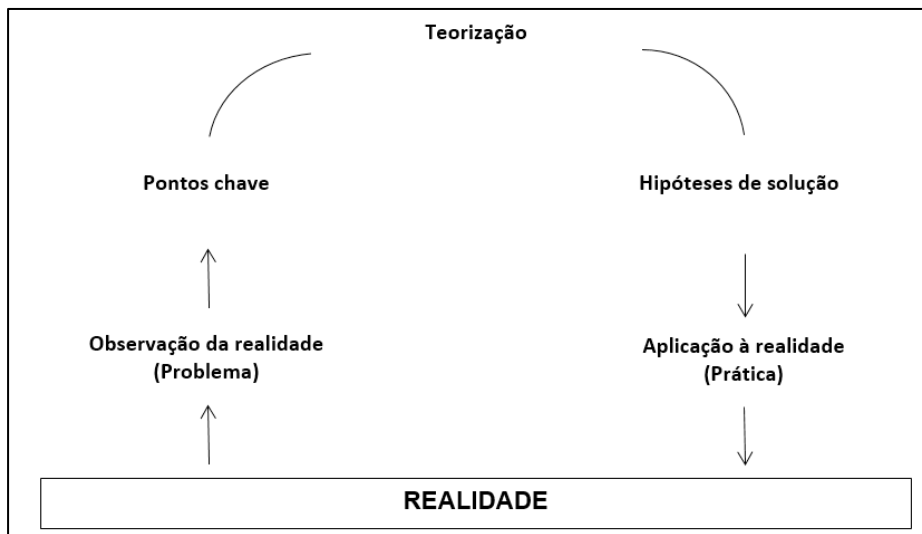 Teorização
Pontos chave
Hipóteses de solução
Observação da realidade
(Problema)
Aplicação à realidade
(Prática)
REALIDADE